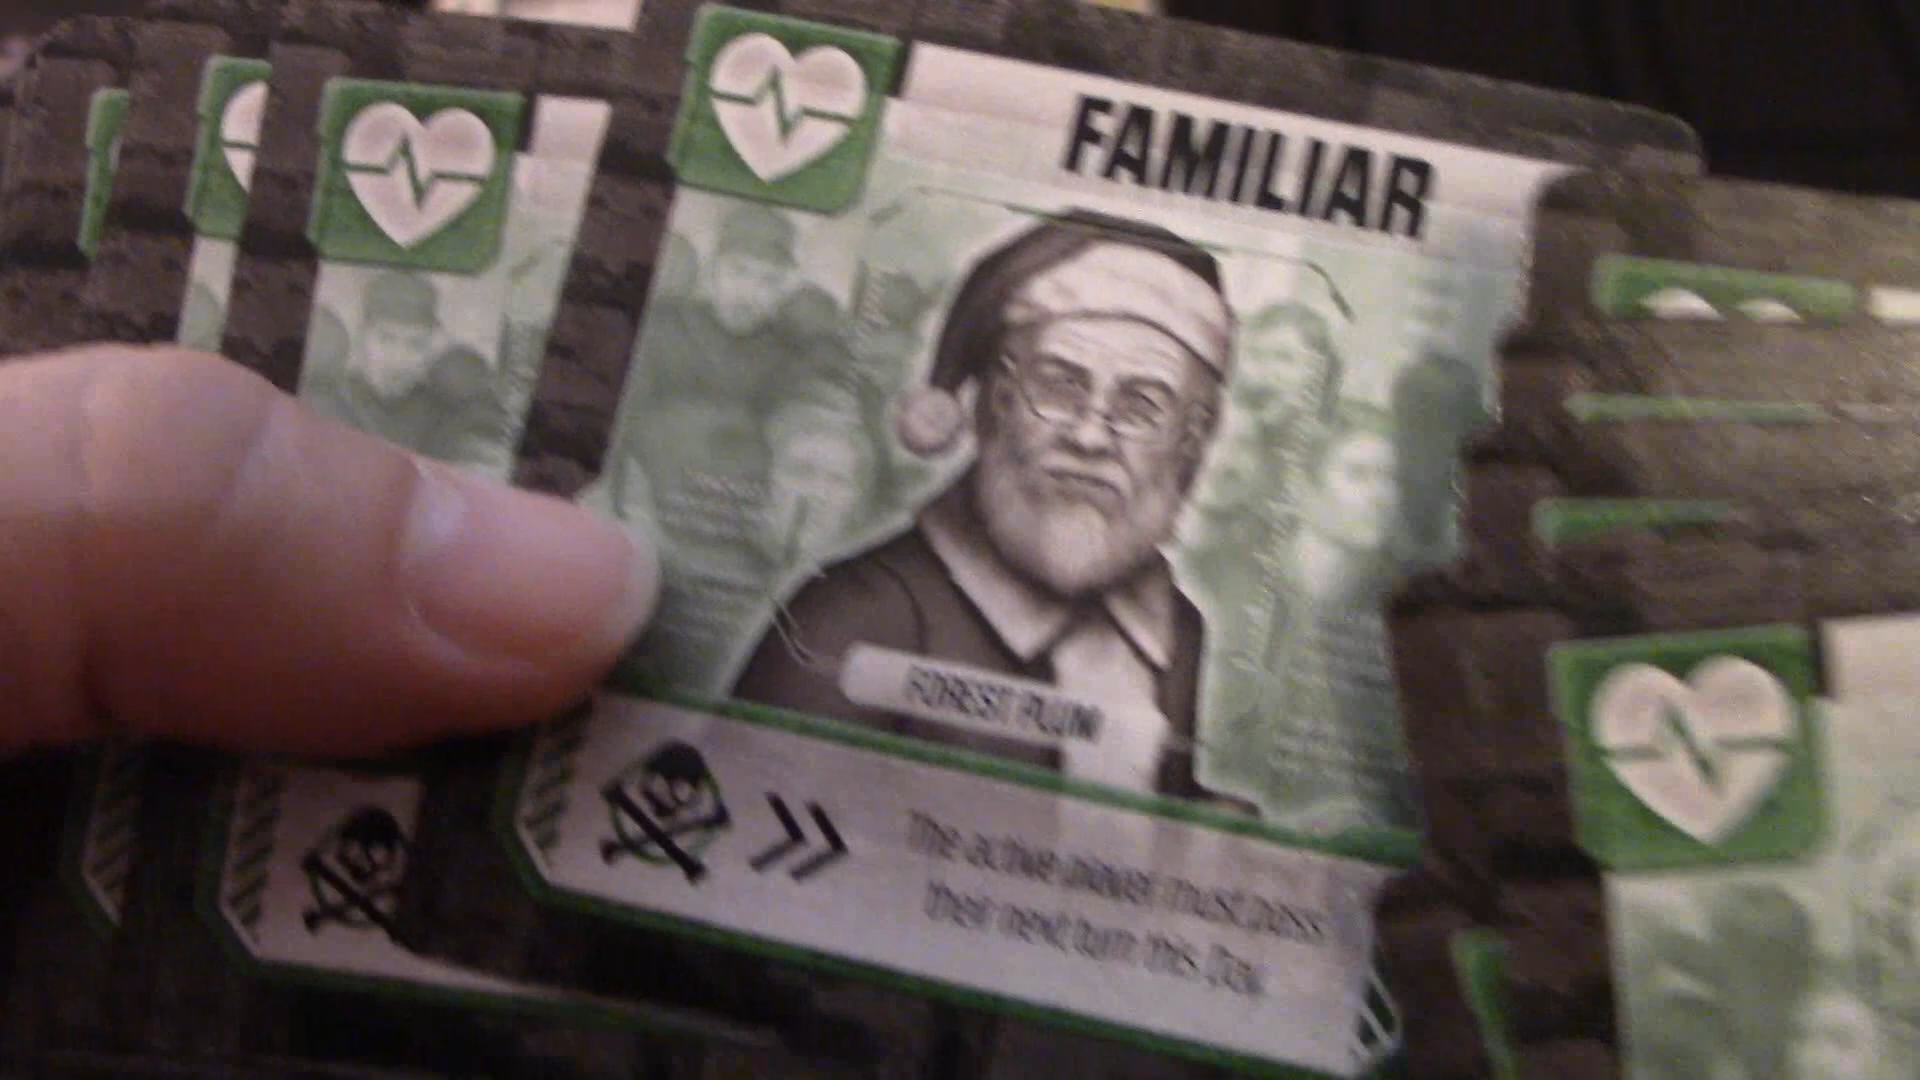 FAMILIAR
FOREST PLUM
The active player must pass
their next turn this Day.